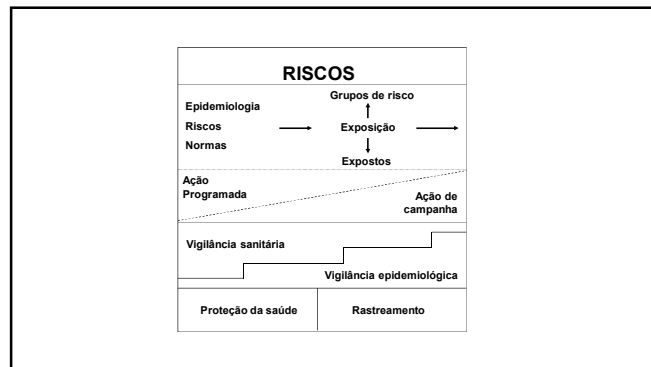 RISCOS
Grupos de risco
Epidemiologia
Riscos
Exposição
Normas
Expostos
Ação
Programada
Ação de
campanha
Vigilância sanitária
Vigilância epidemiológica
Proteção da saúde
Rastreamento